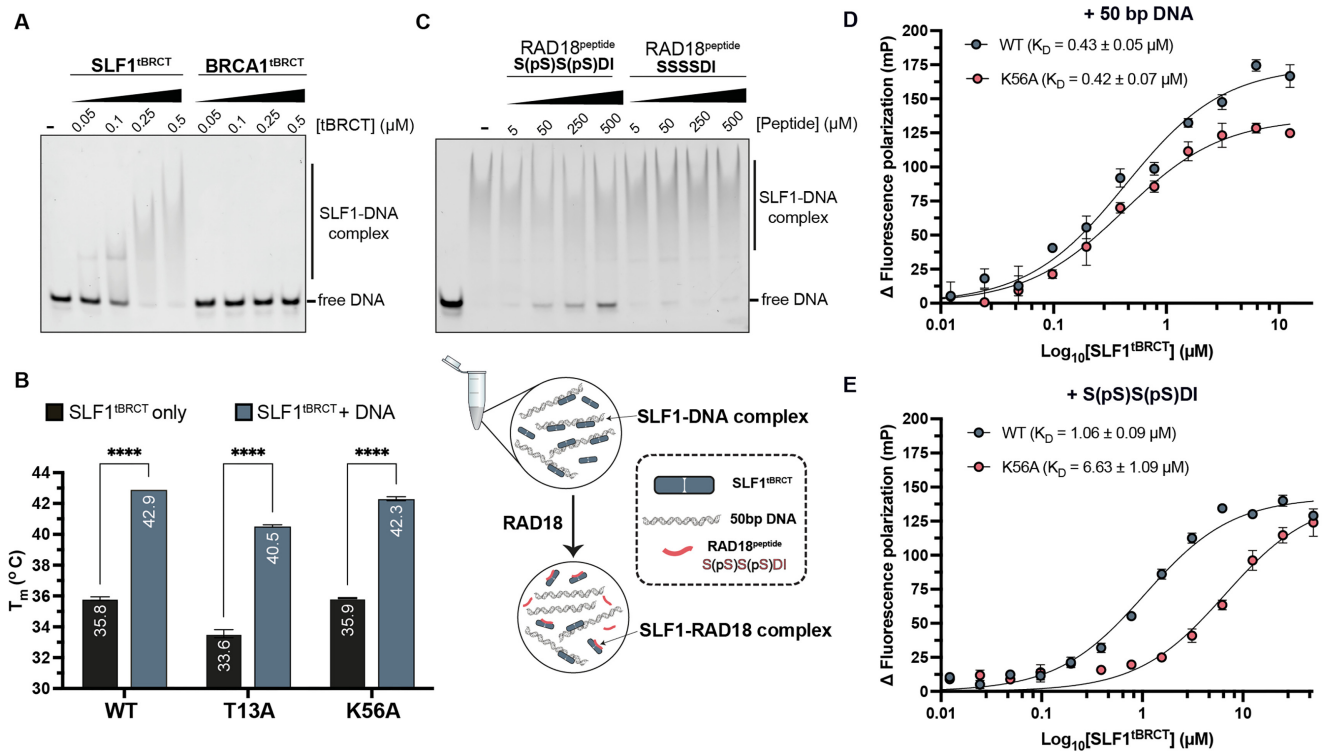 A
SLF1tBRCT BRCA1tBRCT
– 0.05 0.1 0.25 0.5 0.05 0.1 0.25 0.5 [tBRCT] (µM)
SLF1-DNA
complex
free DNA
B
SLF1tBRCT only SLF1tBRCT + DNA
**** **** ****
Tm (º C)
44
42
40
38
36
34
32
30
35.8 42.9 33.6 40.5 35.9 42.3
WT T13A K56A
C
RAD18peptide RAD18peptide
S(pS)S(pS)DI SSSSDI
– 5 50 250 500 5 50 250 500 [Peptide] (µM)
SLF1-DNA
complex
free DNA
SLF1-DNA complex
RAD18
SLF1tBRCT
50bp DNA
RAD18peptide
S(pS)S(pS)DI
SLF1-RAD18 complex
D
+ 50 bp DNA
WT (KD = 0.43 ± 0.05 µM)
K56A (KD = 0.42 ± 0.07 µM)
Δ Fluorescence polarization (mP)
200
175
150
125
100
75
50
25
0
0.01 0.1 1 10
Log10[SLF1tBRCT] (µM)
E
+ S(pS)S(pS)DI
WT (KD = 1.06 ± 0.09 µM)
K56A (KD = 6.63 ± 1.09 µM)
Δ Fluorescence polarization (mP)
200
175
150
125
100
75
50
25
0
0.01 0.1 1 10
Log10[SLF1tBRCT] (µM)